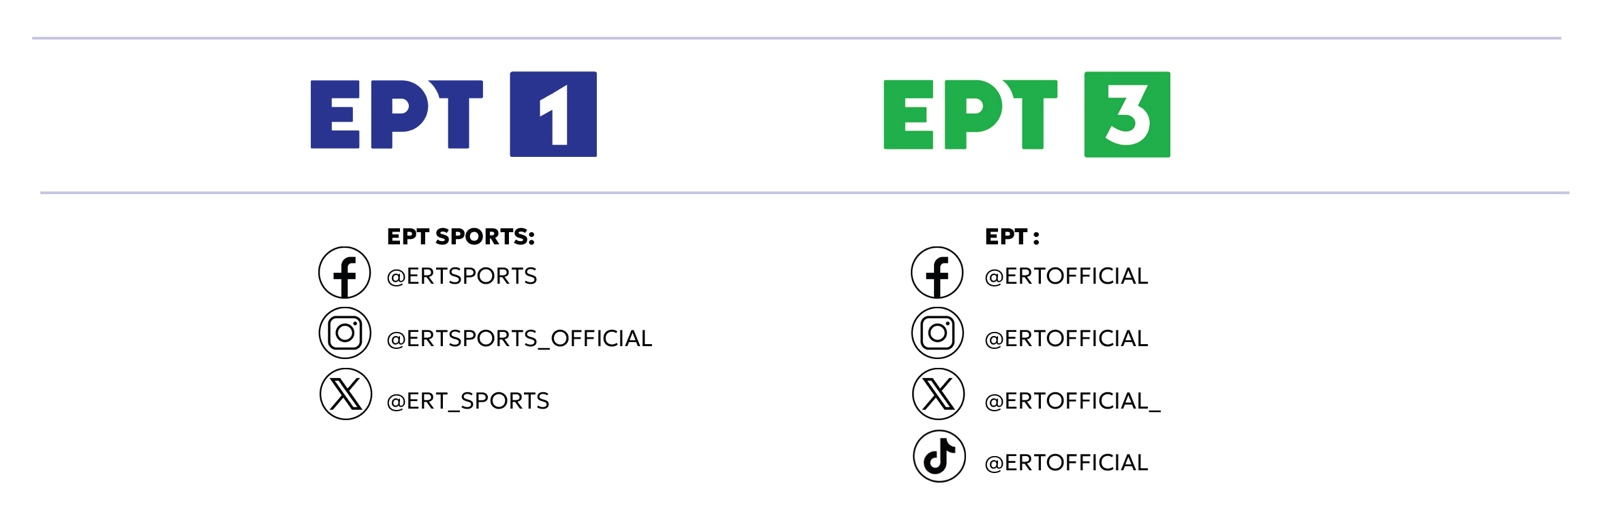 ΕΡΤ 1
ΕΡΤ 3
ΕΡΤ SPORTS:
@ERTSPORTS
@ERTSPORTS_OFFICIAL
@ERT_SPORTS
ΕΡΤ :
@ERTOFFICIAL
@ERTOFFICIAL
@ERTOFFICIAL_
@ERTOFFICIAL